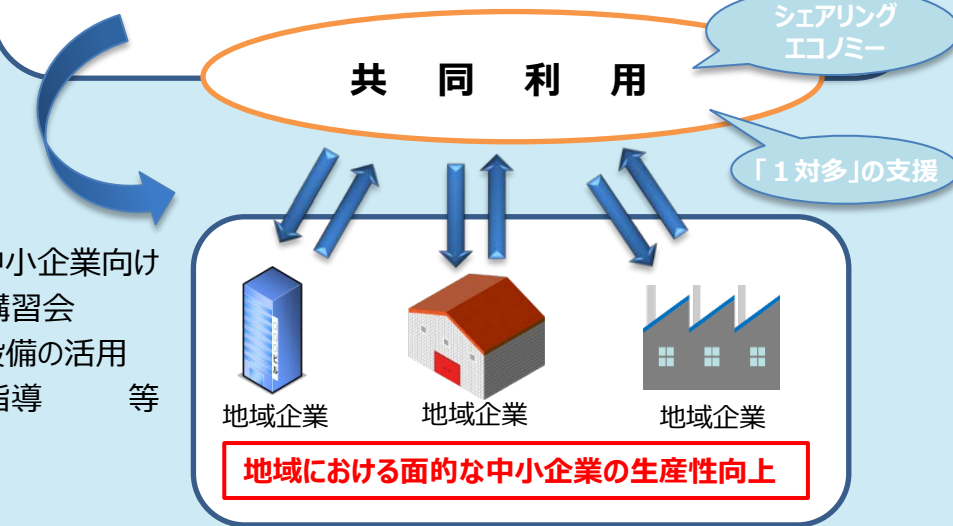 シェアリング
エコノミー
共 同 利 用
「１対多」の支援
中小企業向け
講習会
設備の活用
指導 等
地域企業
地域企業
地域企業
地域における面的な中小企業の生産性向上